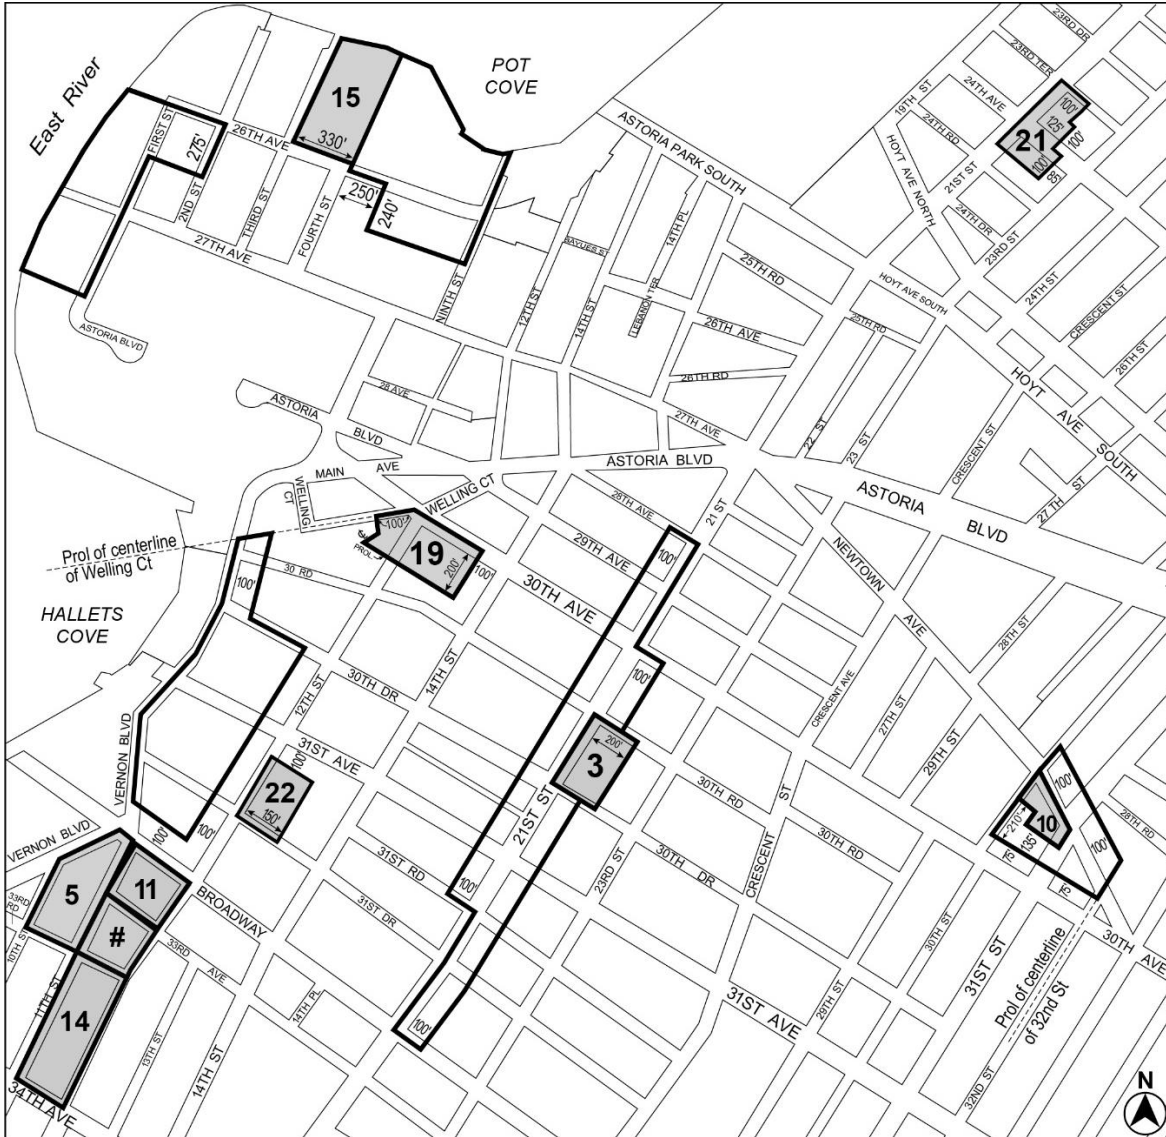 23RD DR
23RD TER
POT
COVE
East River
15
19TH ST
24TH AVE
100'
125'
100'
24TH RD
21
100'
85
FIRST ST
275'
26TH AVE
330'
ASTORIA PARK SOUTH
HOYT AVE NORTH
21ST ST
24TH DR
23RD ST
2ND ST
THIRD ST
FOURTH ST
250'
240'
14TH PL
27TH AVE
BAYUES ST
25TH RD
HOYT AVE SOUTH
24TH ST
CRESCENT ST
26TH ST
NINTH ST
12TH ST
14TH ST
LEBANON TER
26TH AVE
25TH RD
ASTORIA BLVD
26TH RD
HOYT AVE SOUTH
28 AVE
27TH AVE
22 ST
23 ST
CRESCENT ST
ASTORIA
BLVD
ASTORIA BLVD
MAIN AVE
WELLING CT
WELLING CT
ASTORIA BLVD
27 TH ST
28TH AVE
21 ST
100'
19
200'
100'
PROL
Prol of centerline
of Welling Ct
30 RD
29TH AVE
100'
NEWTOWN AVE
HALLETS
COVE
100'
30TH AVE
28TH ST
12TH ST
30TH DR
14TH ST
100'
CRESCENT AVE
27TH ST
29TH ST
VERNON BLVD
31ST AVE
100'
200'
3
30TH RD
100'
22
150'
21ST ST
210'
10
135'
28TH RD
100'
VERNON BLVD
100'
100'
31ST RD
23RD ST
30TH DR
CRESCENT ST
30TH RD
5
11
BROADWAY
31ST DR
100'
33RD RD
#
33RD AVE
30TH ST
31ST ST
Prol of centerline
of 32nd St
30TH AVE
10TH ST
11TH ST
14
14TH PL
31ST AVE
29TH ST
100'
13TH ST
14TH ST
32ND ST
34TH AVE
N